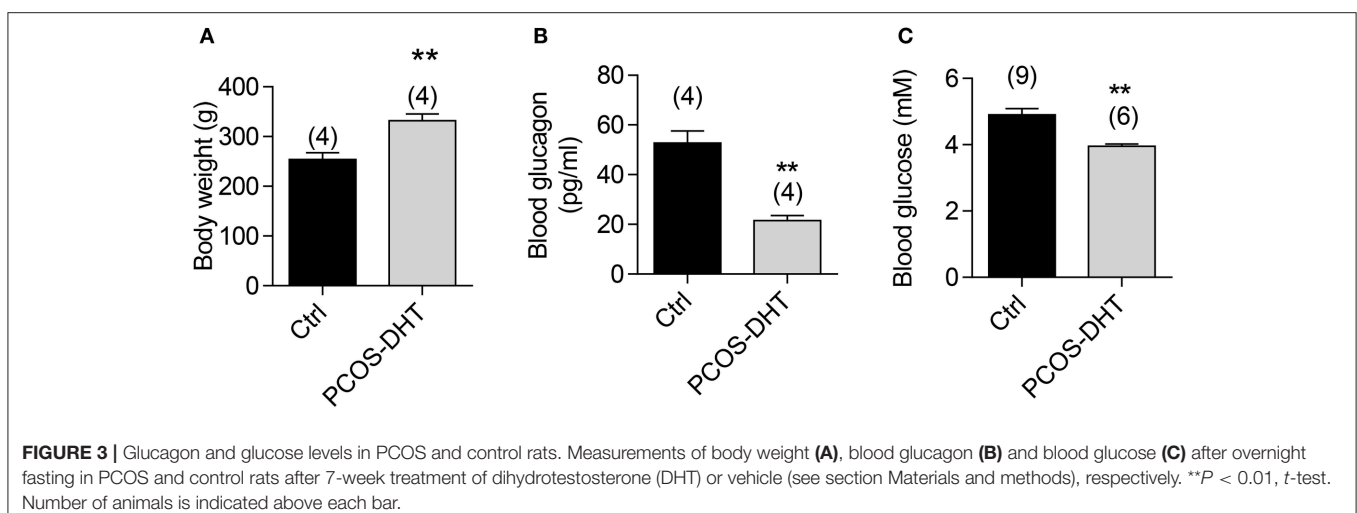 A
**
(4)
(4)
400
300
200
100
0
Body weight (g)
Ctrl
PCOS-DHT
B
(4)
**
(4)
80
60
40
20
0
Blood glucagon
(pg/ml)
Ctrl
PCOS-DHT
C
(9)
**
(6)
6
4
2
0
Blood glucose (mM)
Ctrl
PCOS-DHT
FIGURE 3 | Glucagon and glucose levels in PCOS and control rats. Measurements of body weight (A), blood glucagon (B) and blood glucose (C) after overnight
fasting in PCOS and control rats after 7-week treatment of dihydrotestosterone (DHT) or vehicle (see section Materials and methods), respectively. **P < 0.01, t-test.
Number of animals is indicated above each bar.